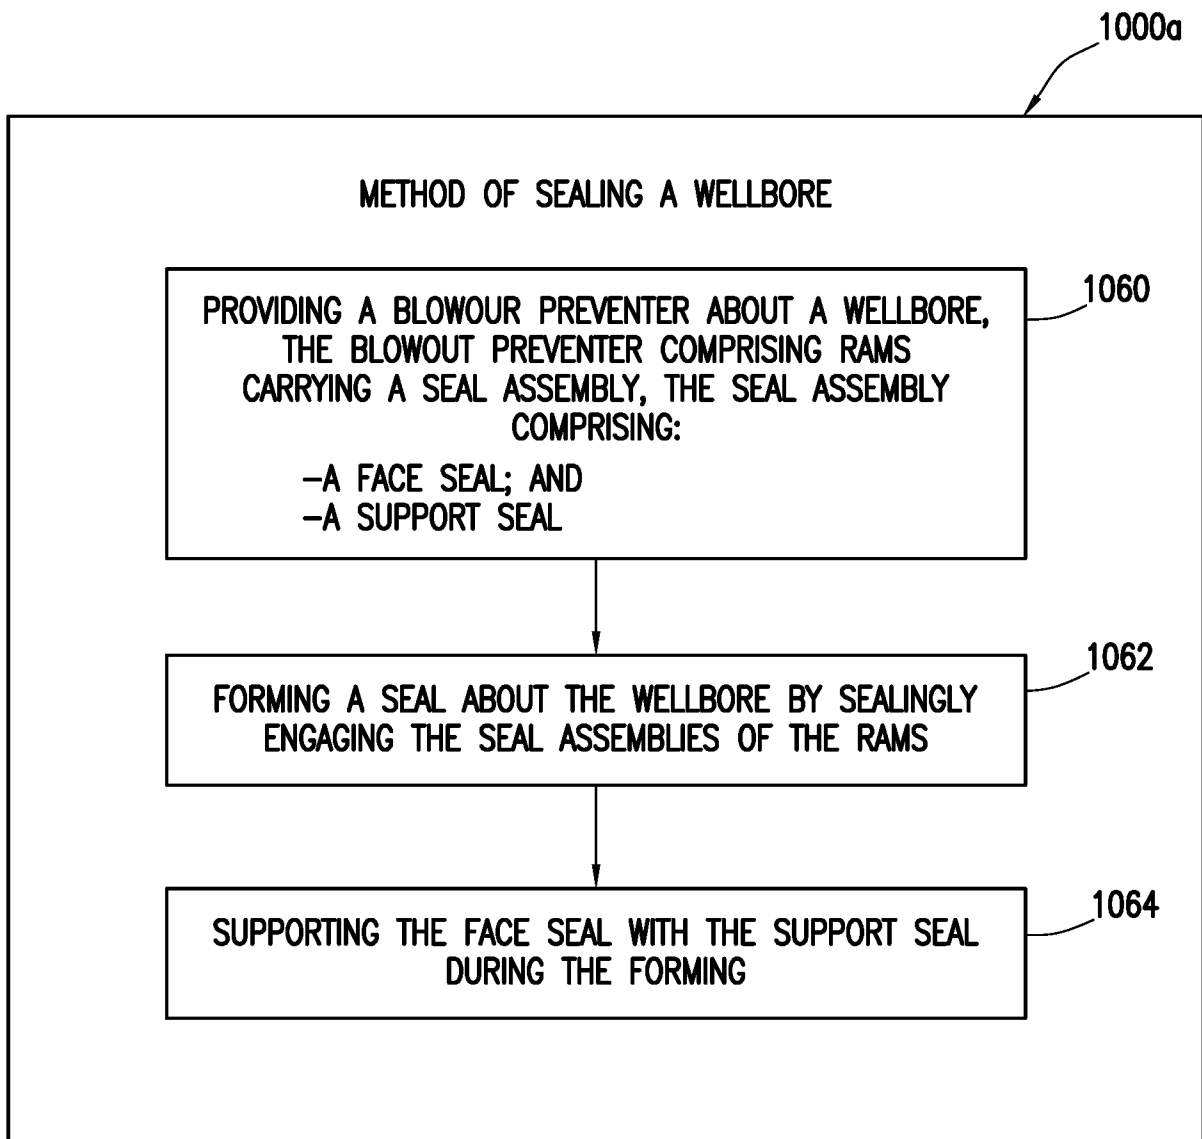 1000a
METHOD OF SEALING A WELLBORE
PROVIDING A BLOWOUR PREVENTER ABOUT A WELLBORE,
THE BLOWOUT PREVENTER COMPRISING RAMS
CARRYING A SEAL ASSEMBLY, THE SEAL ASSEMBLY
COMPRISING:
-A FACE SEAL; AND
-A SUPPORT SEAL
1060
FORMING A SEAL ABOUT THE WELLBORE BY SEALINGLY
ENGAGING THE SEAL ASSEMBLIES OF THE RAMS
1062
SUPPORTING THE FACE SEAL WITH THE SUPPORT SEAL
DURING THE FORMING
1064